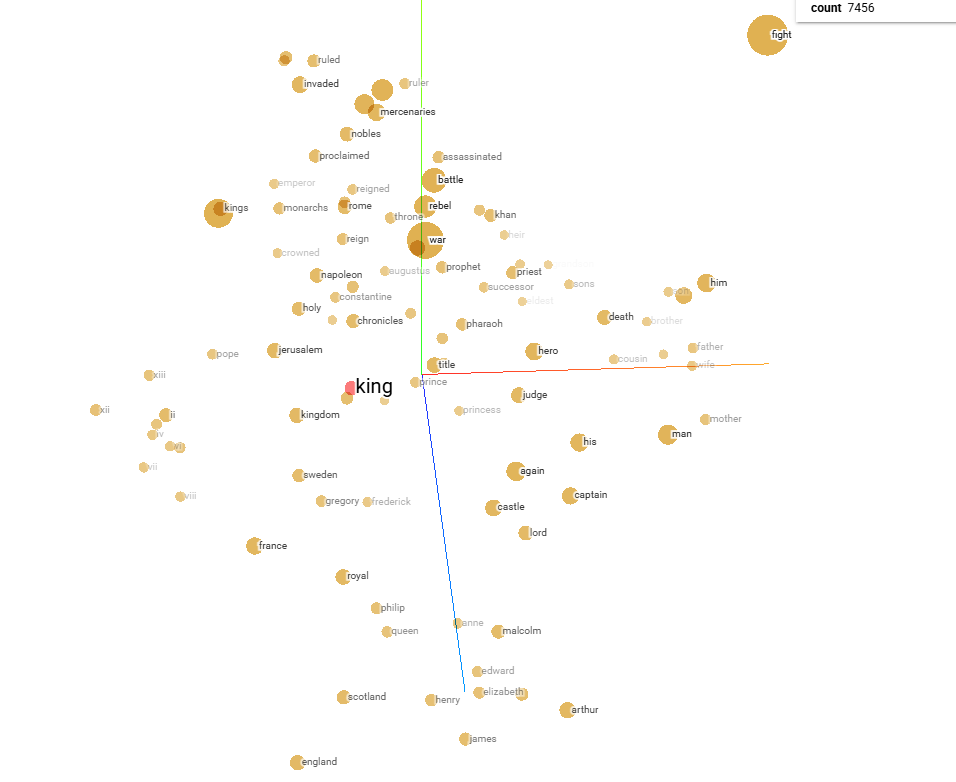 count 7456
fight
ruled
invaded
ruler
mercenaries
nobles
proclaimed
assassinated
battle
emperor
reigned
kings
monarchs
rome
rebel
throne
khan
heir
reign
war
crowned
augustus
prophet
priest
napoleon
successor
sons
him
son
constantine
eldest
holy
chronicles
pharaoh
death
brother
pope
jerusalem
title
hero
father
cousin
wife
xiii
king
prince
judge
xii
ii
kingdom
princess
mother
iv
his
man
vi
vii
sweden
again
viii
gregory
frederick
castle
captain
lord
france
royal
philip
queen
anne
malcolm
edward
elizabeth
scotland
henry
arthur
james
england